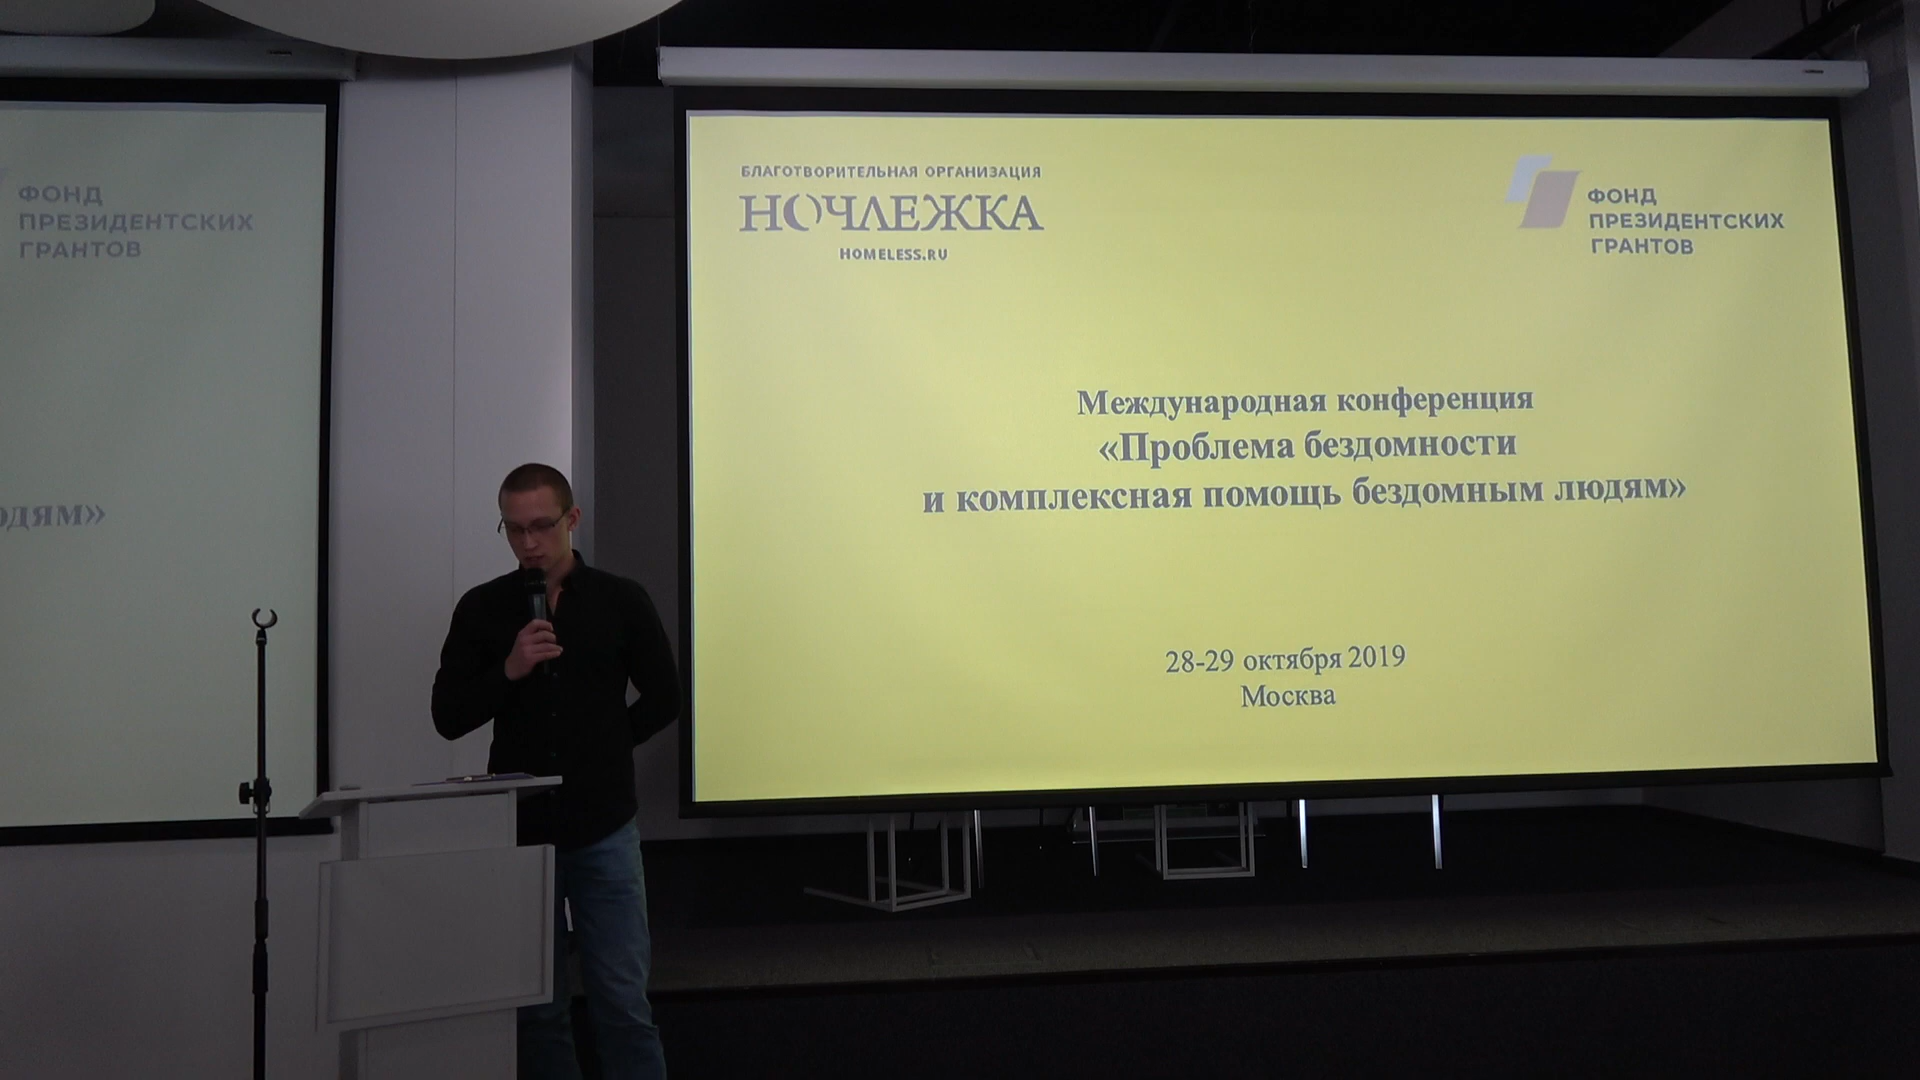 ФОНД
ПРЕЗИДЕНТСКИХ
ГРАНТОВ
юдям»
БЛАГОТВОРИТЕЛЬНАЯ ОРГАНИЗАЦИЯ
НОЧЛЕЖКА
HOMELESS.RU
ФОНД
ПРЕЗИДЕНТСКИХ
ГРАНТОВ
Международная конференция
«Проблема бездомности
и комплексная помощь бездомным людям»
28-29 октября 2019
Москва